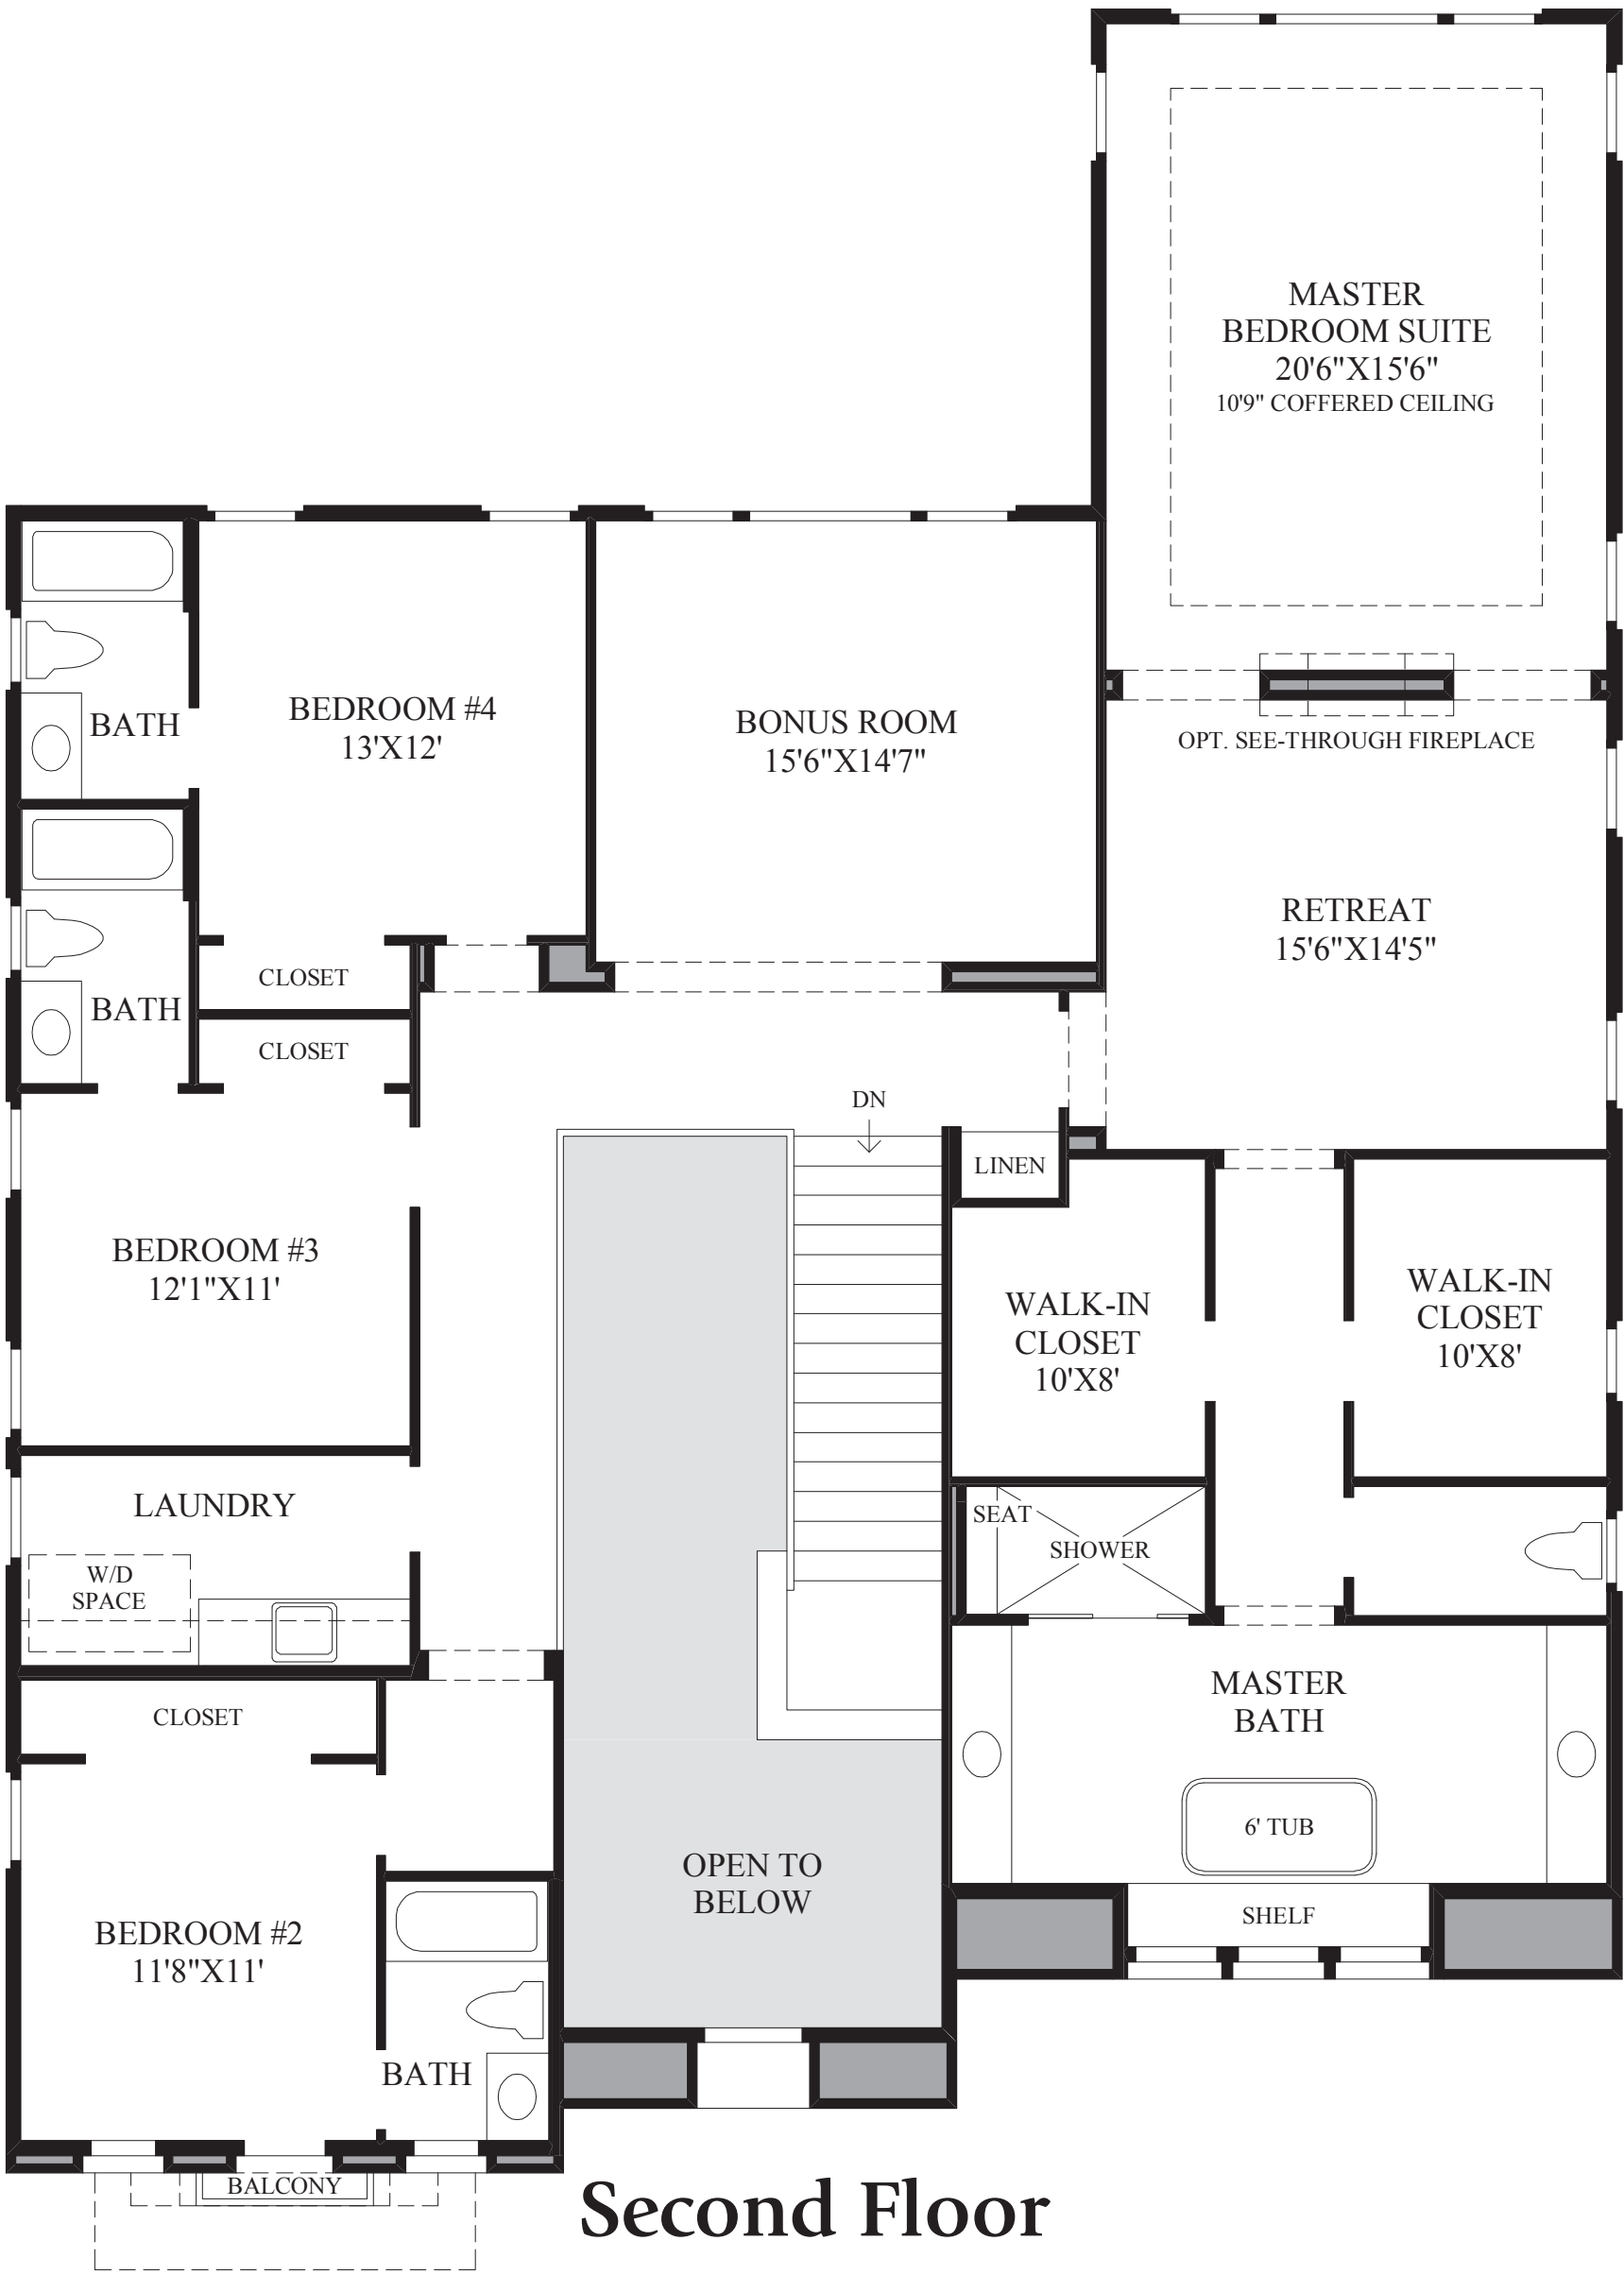 MASTER
BEDROOM SUITE
20'6"X15'6"
10'9" COFFERED CEILING
BATH
BEDROOM #4
13'X12'
BONUS ROOM
15'6"X14'7"
OPT. SEE-THROUGH FIREPLACE
RETREAT
15'6"X14'5"
CLOSET
BATH
CLOSET
DN
LINEN
BEDROOM #3
12'1"X11'
WALK-IN
CLOSET
10'X8'
WALK-IN
CLOSET
10'X8'
LAUNDRY
W/D
SPACE
SEAT
SHOWER
CLOSET
MASTER
BATH
6' TUB
OPEN TO
BELOW
SHELF
BEDROOM #2
11'8"X11'
BATH
BALCONY
Second Floor